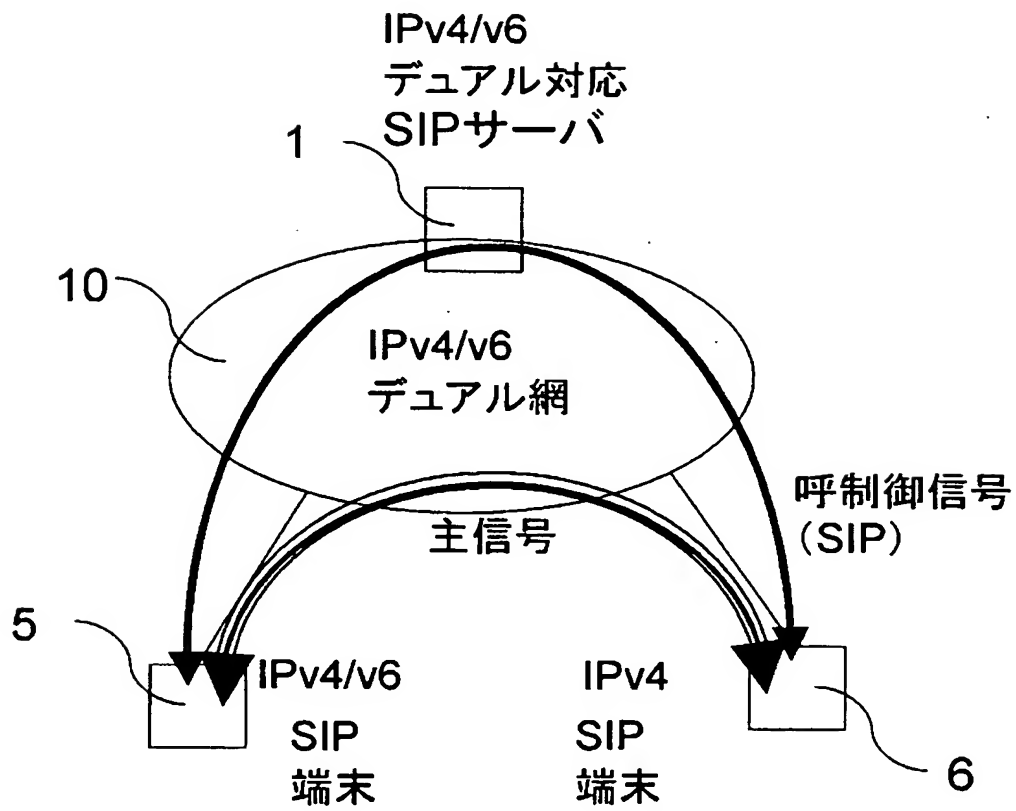 IPv4/v6
デュアル対応
SIPサーバ
1
10
IPv4/v6
デュアル網
呼制御信号
（SIP）
主信号
5
IPv4/v6
SIP
端末
IPv4
SIP
端末
6